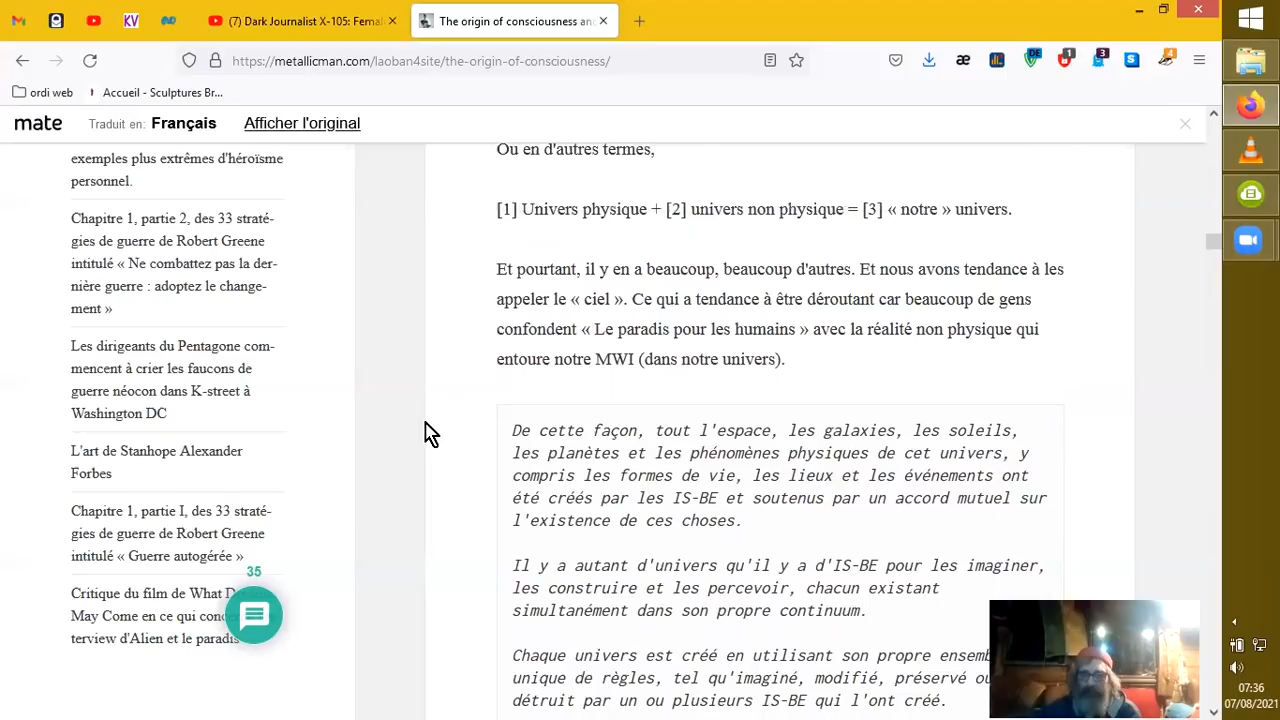 (7) Dark Journalist X-105: Femal
The origin of consciousness and
https://metallicman.com/laoban4site/the-origin-of-consciousness/
DE
1
3
4
ordi web
Accueil - Sculptures Br...
mate
Traduit en: Français
Afficher l'original
exemples plus extrêmes d'héroïsme
personnel.
Chapitre 1, partie 2, des 33 straté-
gies de guerre de Robert Greene
intitulé « Ne combattez pas la der-
nière guerre : adoptez le change-
ment »
Les dirigeants du Pentagone com-
mencent à crier les faucons de
guerre néocon dans K-street à
Washington DC
L'art de Stanhope Alexander
Forbes
Chapitre 1, partie I, des 33 straté-
gies de guerre de Robert Greene
intitulé « Guerre autogérée »
35
Critique du film de What
May Come en ce qui
terview d'Alien et le paradis
Ou en d'autres termes,
[1] Univers physique + [2] univers non physique = [3] « notre » univers.
Et pourtant, il y en a beaucoup, beaucoup d'autres. Et nous avons tendance à les
appeler le « ciel ». Ce qui a tendance à être déroutant car beaucoup de gens
confondent « Le paradis pour les humains » avec la réalité non physique qui
entoure notre MWI (dans notre univers).
De cette façon, tout l'espace, les galaxies, les soleils,
les planètes et les phénomènes physiques de cet univers, y
compris les formes de vie, les lieux et les événements ont
été créés par les IS-BE et soutenus par un accord mutuel sur
l'existence de ces choses.
Il y a autant d'univers qu'il y a d'IS-BE pour les imaginer,
les construire et les percevoir, chacun existant
simultanément dans son propre continuum.
Chaque univers est créé en utilisant son propre
unique de règles, tel qu'imaginé, modifié, préservé
détruit par un ou plusieurs IS-BE qui l'ont créé.
07:36
07/08/2021